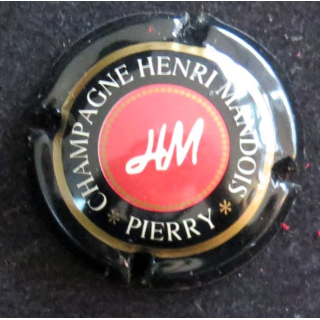 CHAMPAGNE HENRI MANDOIS
* PIERRY *
HM